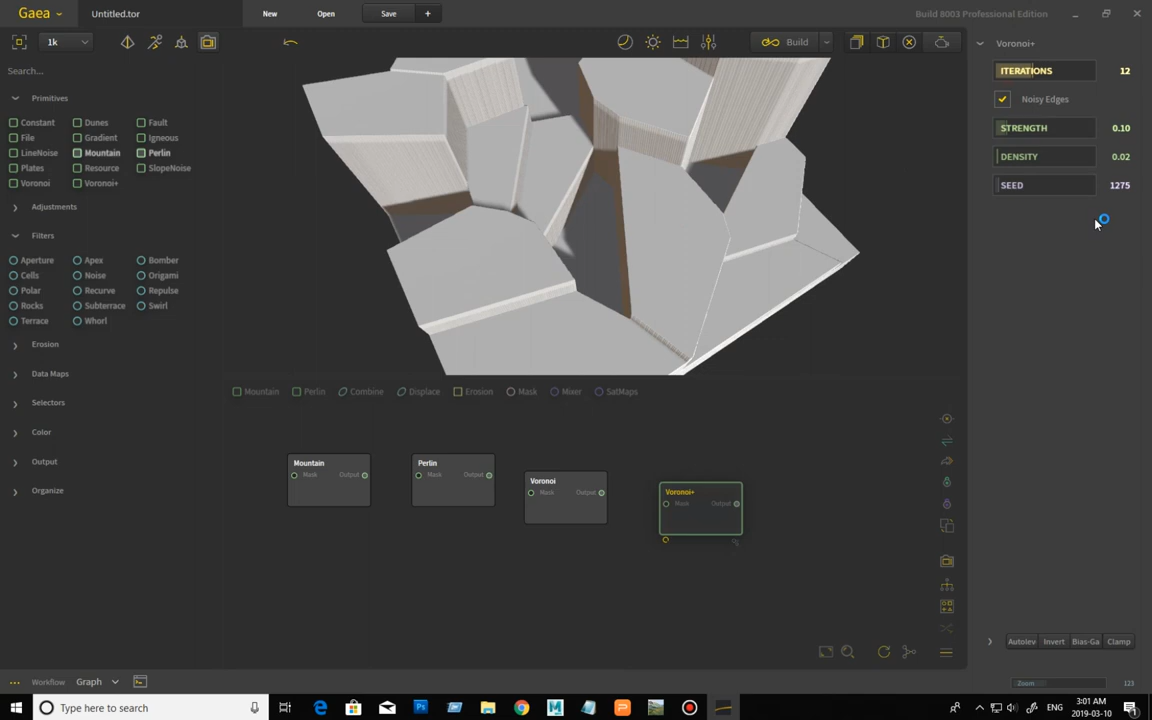 Gaea Untitled.tor New Open Save + Build 8003 Professional Edition
1k Build Voronoi+
Search...
ITERATIONS 12
Primitives
Noisy Edges
Constant Dunes Fault
STRENGTH 0.10
File Gradient Igneous
LineNoise Mountain Perlin
DENSITY 0.02
Plates Resource SlopeNoise
Voronoi Voronoi+
SEED 1275
Adjustments
Filters
Aperture Apex Bomber
Cells Noise Origami
Polar Recurve Repulse
Rocks Subterrace Swirl
Terrace Whorl
Erosion
Data Maps
Mountain Perlin Combine Displace Erosion Mask Mixer SatMaps
Selectors
Color
Output
Organize
Mountain
Mask Output
Perlin
Mask Output
Voronoi
Mask Output
Voronoi+
Mask Output
Autolev Invert Bias-Ga Clamp
Workflow Graph
Zoom 123
Type here to search
ENG
3:01 AM
2019-03-10
1